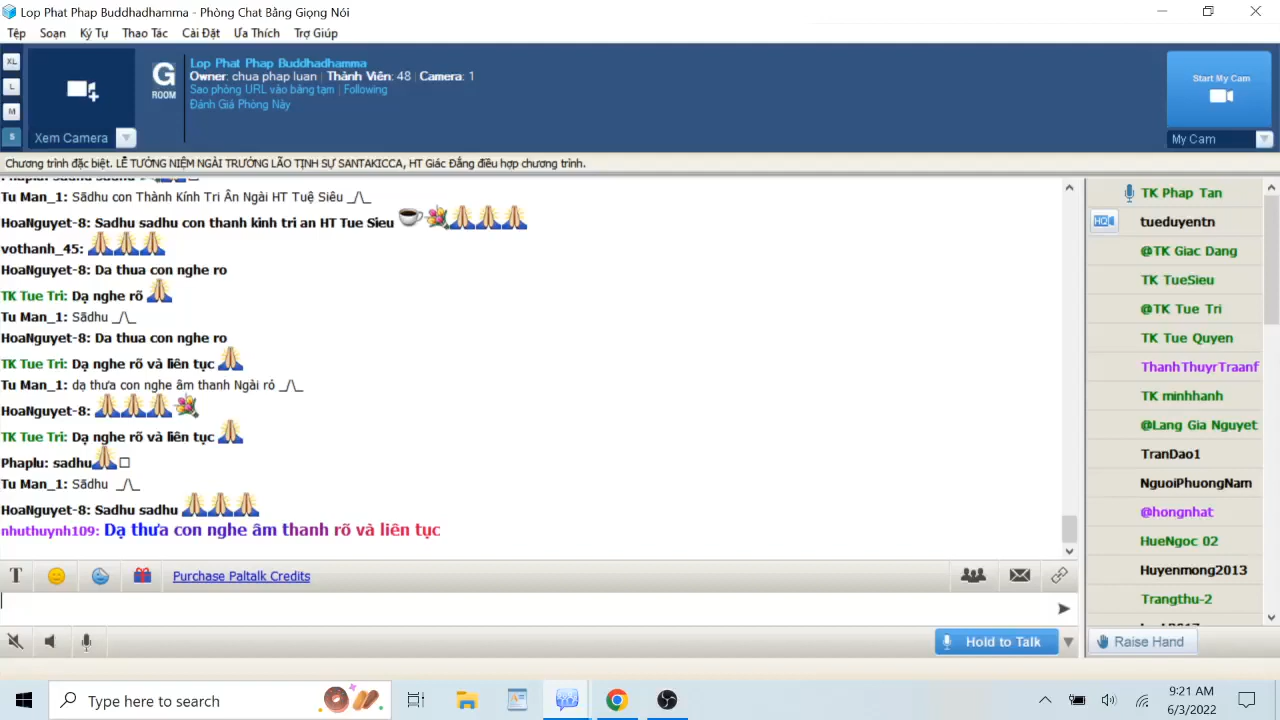 Lop Phat Phap Buddhadhamma - Phòng Chat Bằng Giọng Nói
Tệp Soạn Ký Tự Thao Tác Cài Đặt Ưa Thích Trợ Giúp
XL
L
M
S
Xem Camera
G
ROOM
Lop Phat Phap Buddhadhamma
Owner: chua phap luan | Thành Viên: 48 | Camera: 1
Sao phòng URL vào bảng tạm | Following
Đánh Giá Phòng Này
Start My Cam
My Cam
Chương trình đặc biệt. LỄ TƯỞNG NIỆM NGÀI TRƯỞNG LÃO TỊNH SỰ SANTAKICCA, HT Giác Đẳng điều hợp chương trình.
Tu Man_1: Sãdhu con Thành Kính Tri Ân Ngài HT Tuệ Siêu _/\_
HoaNguyet-8: Sadhu sadhu con thanh kinh tri an HT Tue Sieu
vothanh_45:
HoaNguyet-8: Da thua con nghe ro
TK Tue Tri: Dạ nghe rõ
Tu Man_1: Sãdhu _/\_
HoaNguyet-8: Da thua con nghe ro
TK Tue Tri: Dạ nghe rõ và liên tục
Tu Man_1: dạ thưa con nghe âm thanh Ngài rỏ _/\_
HoaNguyet-8:
TK Tue Tri: Dạ nghe rõ và liên tục
Phaplu: sadhu
Tu Man_1: Sãdhu _/\_
HoaNguyet-8: Sadhu sadhu
nhuthuynh109: Dạ thưa con nghe âm thanh rõ và liên tục
TK Phap Tan
HQ
tueduyentn
@TK Giac Dang
TK TueSieu
@TK Tue Tri
TK Tue Quyen
ThanhThuyrTraanf
TK minhhanh
@Lang Gia Nguyet
TranDao1
NguoiPhuongNam
@hongnhat
HueNgoc 02
Huyenmong2013
Trangthu-2
T
Purchase Paltalk Credits
Hold to Talk
Raise Hand
Type here to search
9:21 AM
6/3/2022